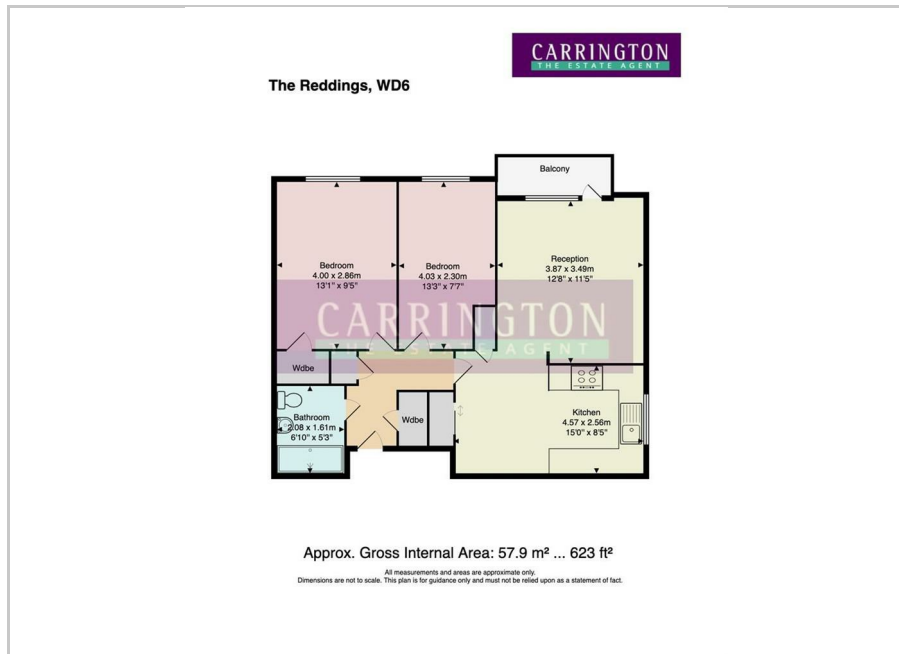 CARRINGTON
THE ESTATE AGENT
The Reddings, WD6
Balcony
Bedroom
4.00 x 2.86m
13'1" x 9'5"
Bedroom
4.03 x 2.30m
13'3" x 7'7"
Reception
3.87 x 3.49m
12'8" x 11'5"
CARRINGTON
THE ESTATE AGENT
Wdbe
Bathroom
2.08 x 1.61m
6'10" x 5'3"
Wdbe
Kitchen
4.57 x 2.56m
15'0" x 8'5"
Approx. Gross Internal Area: 57.9 m² ... 623 ft²
All measurements and areas are approximate only.
Dimensions are not to scale. This plan is for guidance only and must not be relied upon as a statement of fact.